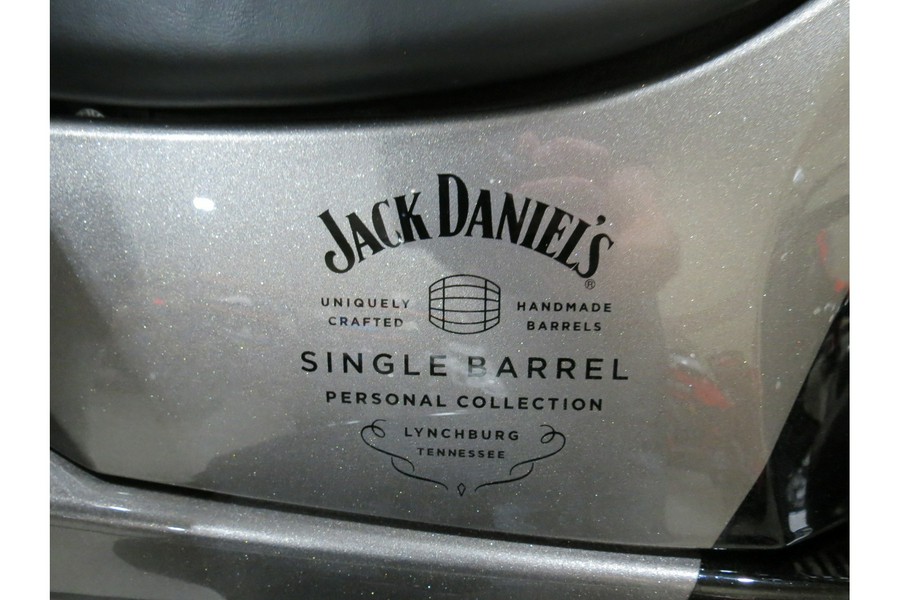 JACK DANIEL'S®
UNIQUELY CRAFTED
HANDMADE BARRELS
SINGLE BARREL
PERSONAL COLLECTION
LYNCHBURG
TENNESSEE